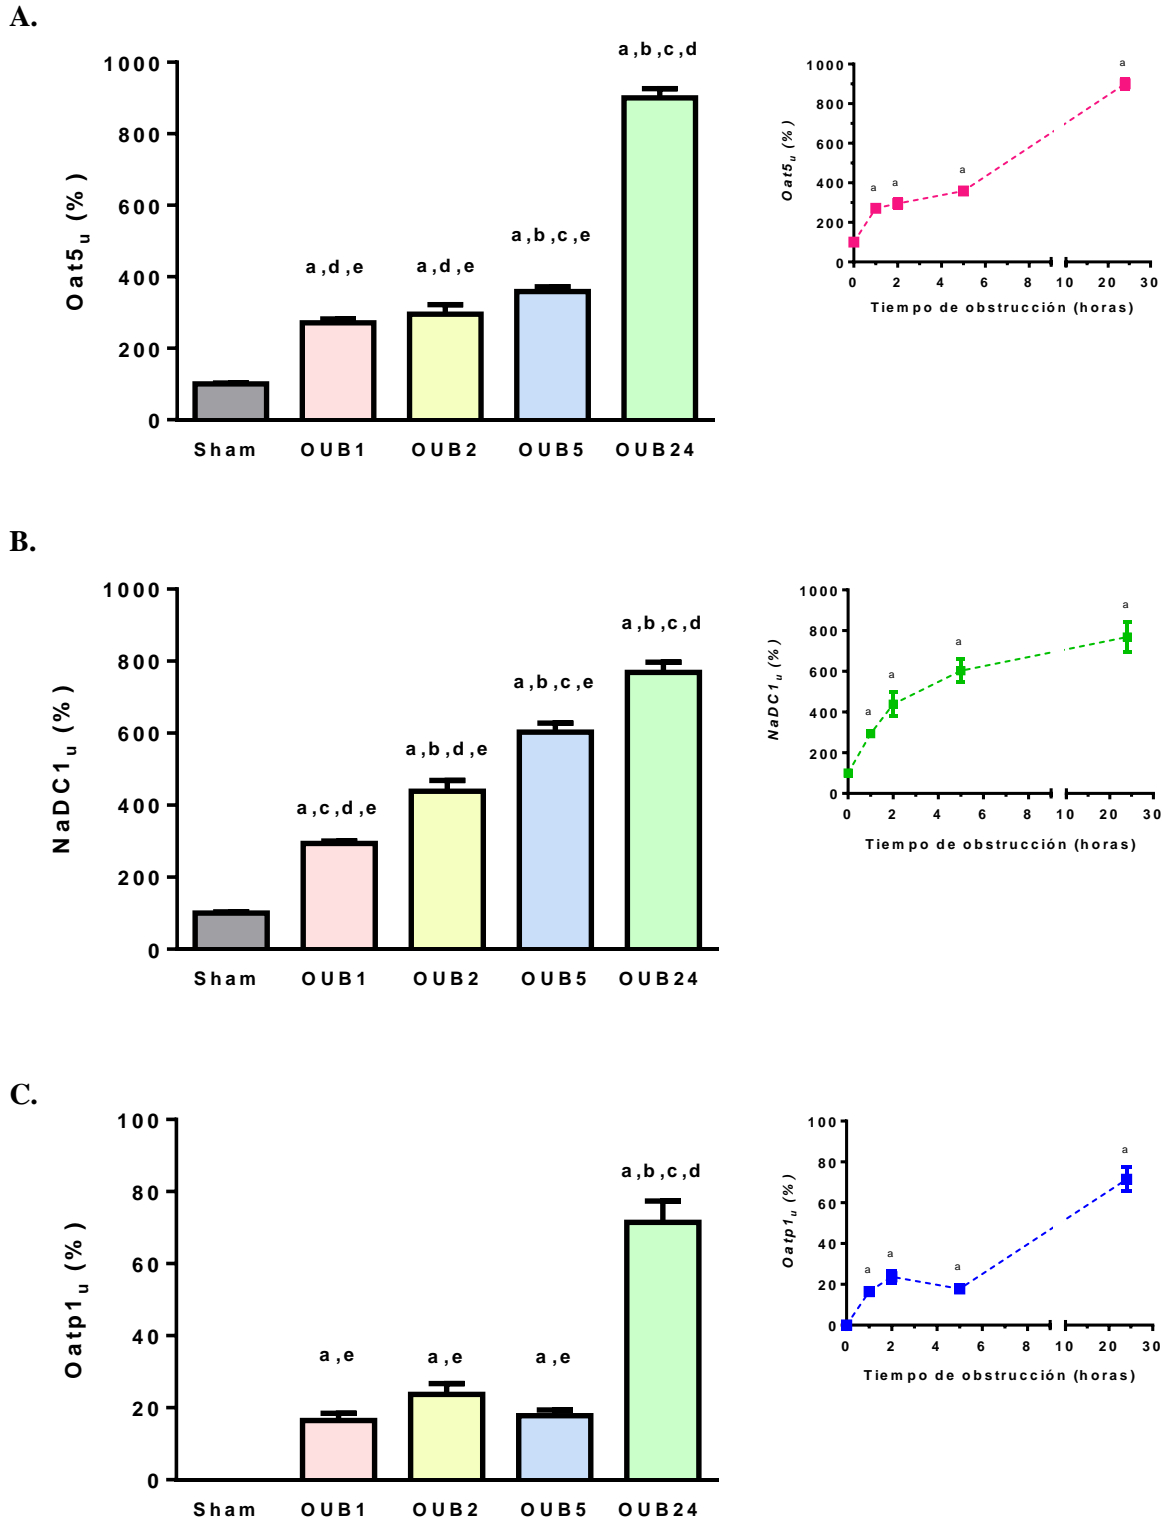 A.
a,b,c,d
1000
800
600
400
200
0
Oat5u (%)
a,d,e
a,d,e
a,b,c,e
Sham OUB1 OUB2 OUB5 OUB24
1000
800
600
400
200
0
Oat5u (%)
a
a
a
a
0 2 4 6 8 10 20 30
Tiempo de obstrucción (horas)
B.
1000
800
600
400
200
0
NaDC1u (%)
a,c,d,e
a,b,d,e
a,b,c,e
a,b,c,d
Sham OUB1 OUB2 OUB5 OUB24
1000
800
600
400
200
0
NaDC1u (%)
a
a
a
a
0 2 4 6 8 10 20 30
Tiempo de obstrucción (horas)
C.
100
80
60
40
20
0
Oatp1u (%)
a,e
a,e
a,e
a,b,c,d
Sham OUB1 OUB2 OUB5 OUB24
100
80
60
40
20
0
Oatp1u (%)
a
a
a
a
0 2 4 6 8 10 20 30
Tiempo de obstrucción (horas)